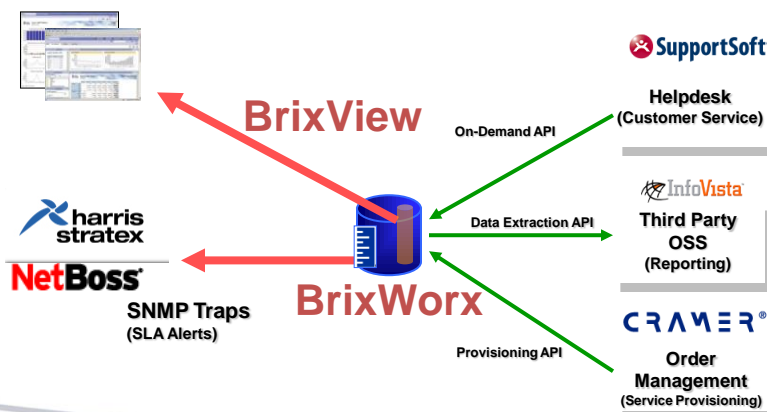 SupportSoft
BrixView
Helpdesk
(Customer Service)
On-Demand API
InfoVista
harris
stratex
Data Extraction API
Third Party
OSS
(Reporting)
NetBoss
BrixWorx
SNMP Traps
(SLA Alerts)
CRAMER®
Provisioning API
Order
Management
(Service Provisioning)